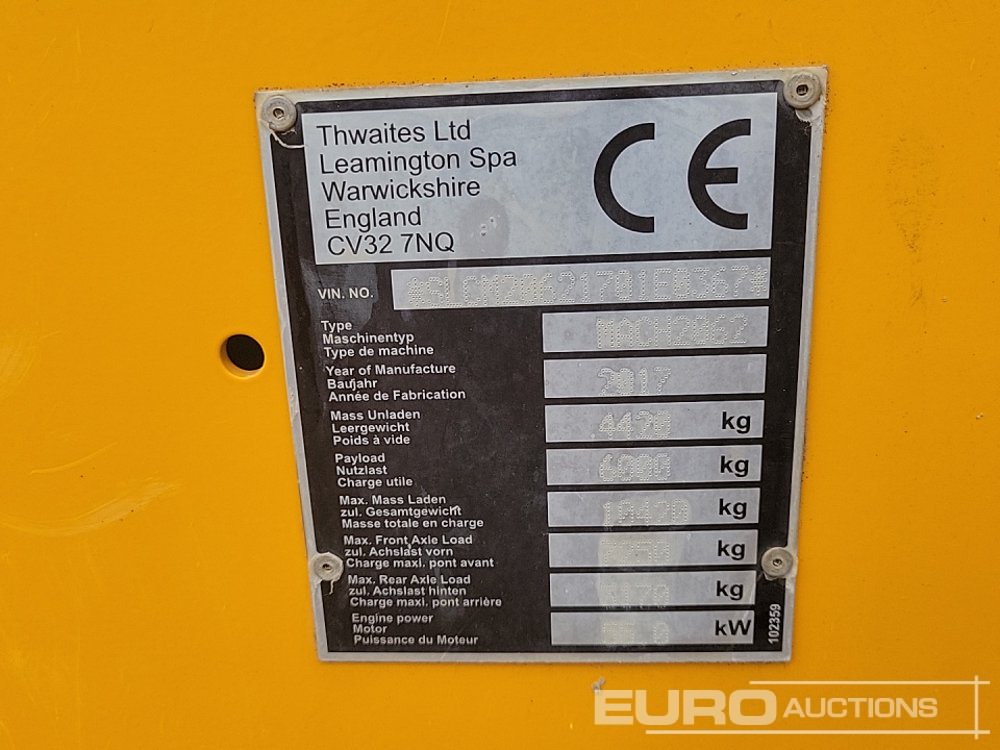 Thwaites Ltd
Leamington Spa
Warwickshire
England
CV32 7NQ
CE
VIN. NO. *SLCM20621701E0367*
Type MACH2062
Maschinentyp
Type de machine
Year of Manufacture 2017
Baujahr
Année de Fabrication
Mass Unladen 4420 kg
Leergewicht
Poids à vide
Payload 6000 kg
Nutzlast
Charge utile
Max. Mass Laden 10420 kg
zul. Gesamtgewicht
Masse totale en charge
Max. Front Axle Load kg
zul. Achslast vorn
Charge maxi. pont avant
Max. Rear Axle Load kg
zul. Achslast hinten
Charge maxi. pont arrière
Engine power kW
Motor
Puissance du Moteur
102359
EURO AUCTIONS